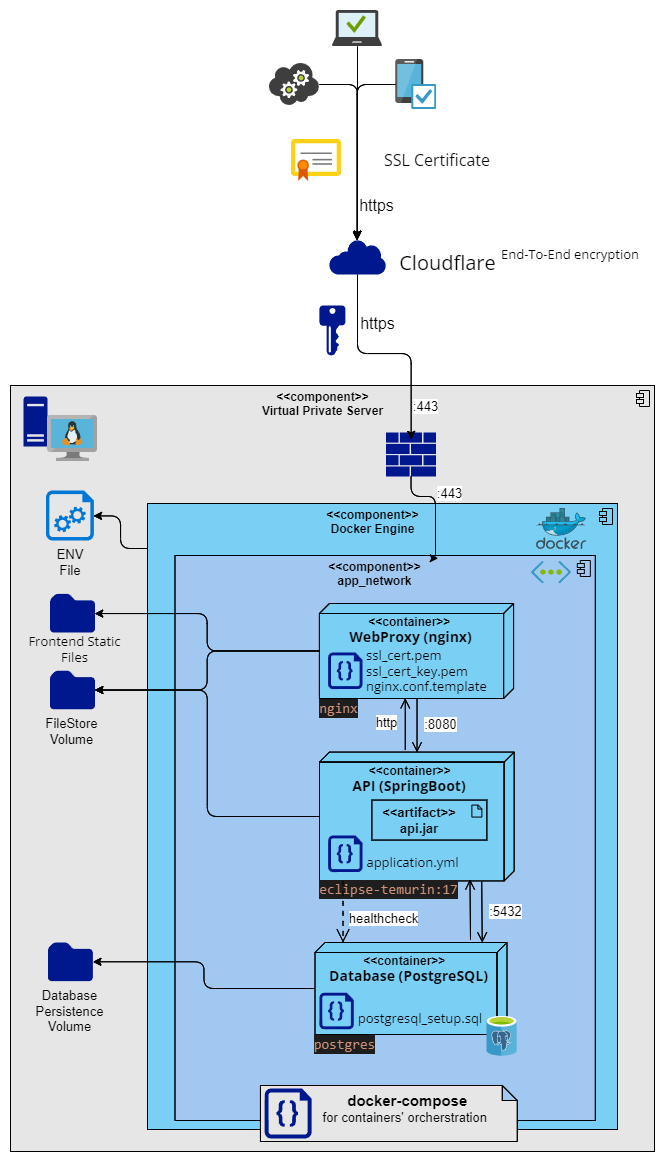 SSL Certificate
https
Cloudflare
End-To-End encryption
https
<<component>>
Virtual Private Server
:443
:443
<<component>>
Docker Engine
docker
ENV
File
<<component>>
app_network
Frontend Static
Files
<<container>>
WebProxy (nginx)
ssl_cert.pem
ssl_cert_key.pem
nginx.conf.template
{}
nginx
FileStore
Volume
http
:8080
<<container>>
API (SpringBoot)
<<artifact>>
api.jar
{}
application.yml
eclipse-temurin:17
healthcheck
:5432
<<container>>
Database (PostgreSQL)
{}
postgresql_setup.sql
postgres
Database
Persistence
Volume
{}
docker-compose
for containers' orcherstration